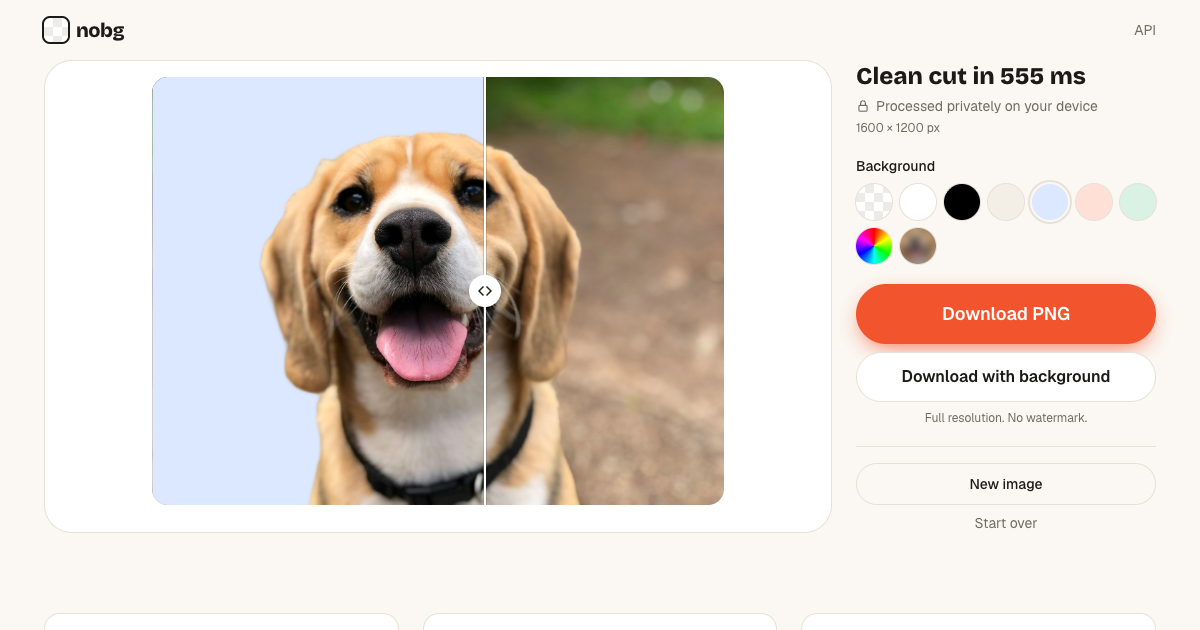 nobg
API
Clean cut in 555 ms
Processed privately on your device
1600 × 1200 px
Background
Download PNG
Download with background
Full resolution. No watermark.
New image
Start over